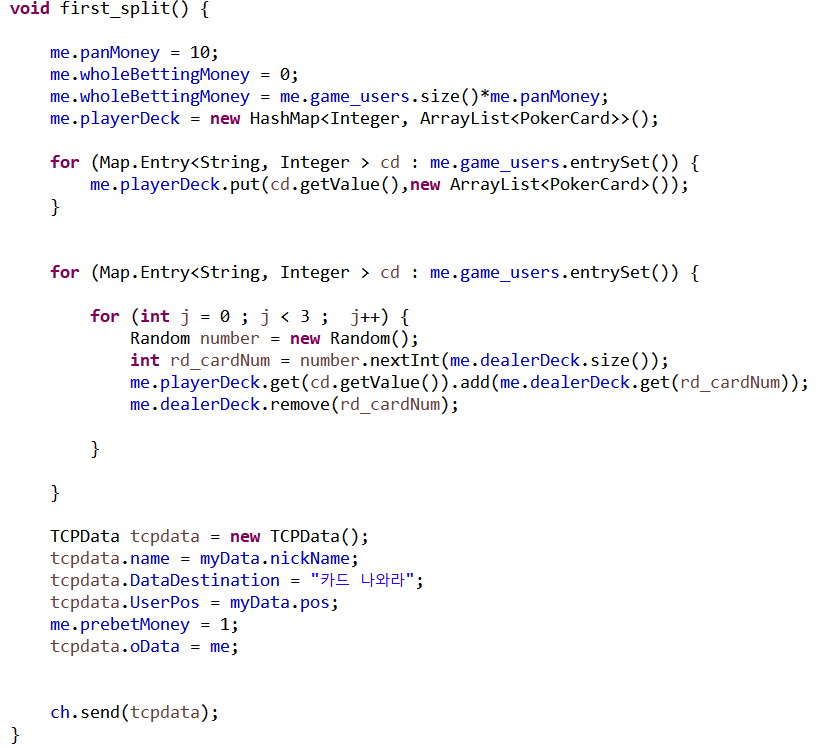 void first_split() {
me.panMoney = 10;
me.wholeBettingMoney = 0;
me.wholeBettingMoney = me.game_users.size()*me.panMoney;
me.playerDeck = new HashMap<Integer, ArrayList<PokerCard>>();
for (Map.Entry<String, Integer > cd : me.game_users.entrySet()) {
me.playerDeck.put(cd.getValue(),new ArrayList<PokerCard>());
}
for (Map.Entry<String, Integer > cd : me.game_users.entrySet()) {
for (int j = 0 ; j < 3 ;  j++) {
Random number = new Random();
int rd_cardNum = number.nextInt(me.dealerDeck.size());
me.playerDeck.get(cd.getValue()).add(me.dealerDeck.get(rd_cardNum));
me.dealerDeck.remove(rd_cardNum);
}
}
TCPData tcpdata = new TCPData();
tcpdata.name = myData.nickName;
tcpdata.DataDestination = "카드 나와라";
tcpdata.UserPos = myData.pos;
me.prebetMoney = 1;
tcpdata.oData = me;
ch.send(tcpdata);
}